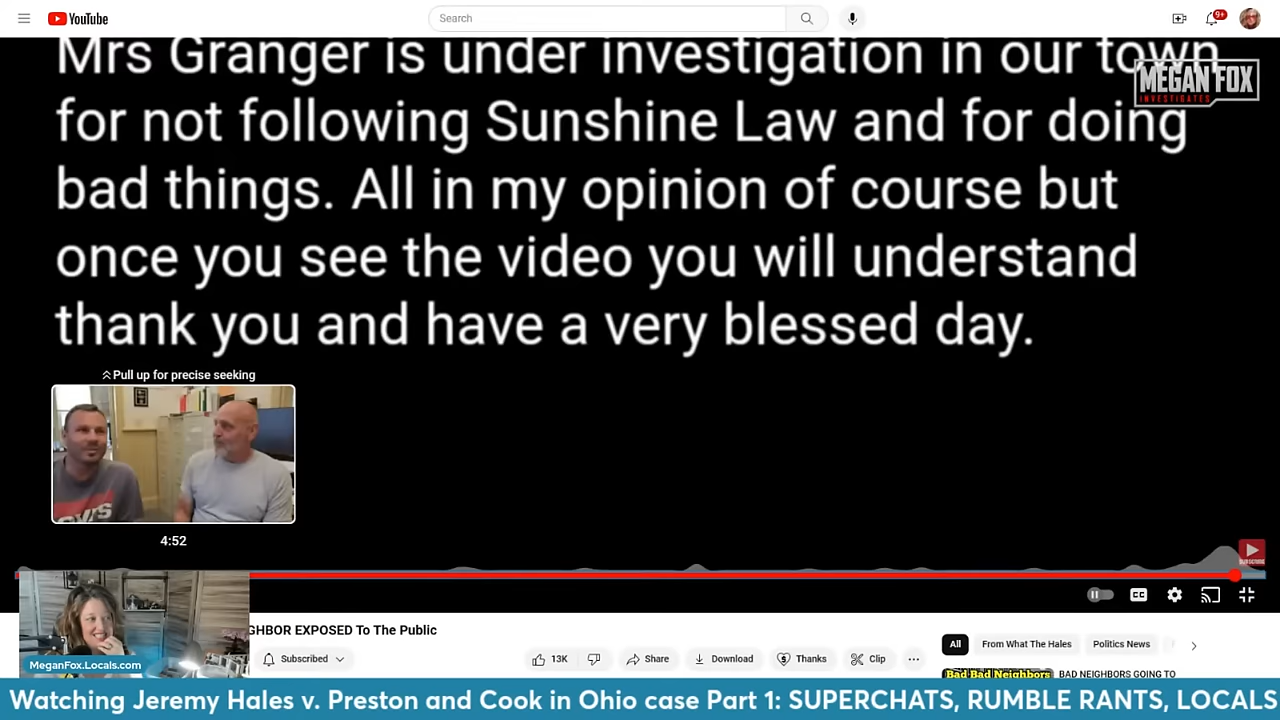 YouTube
Search
9+
Mrs Granger is under investigation in our town
for not following Sunshine Law and for doing
bad things. All in my opinion of course but
once you see the video you will understand
thank you and have a very blessed day.
MEGAN FOX
INVESTIGATES
Pull up for precise seeking
4:52
CC
GHBOR EXPOSED To The Public
Subscribed
13K
Share
Download
Thanks
Clip
All
From What The Hales
Politics News
Bad Bad Neighbors
BAD NEIGHBORS GOING TO
MeganFox.Locals.com
Watching Jeremy Hales v. Preston and Cook in Ohio case Part 1: SUPERCHATS, RUMBLE RANTS, LOCALS